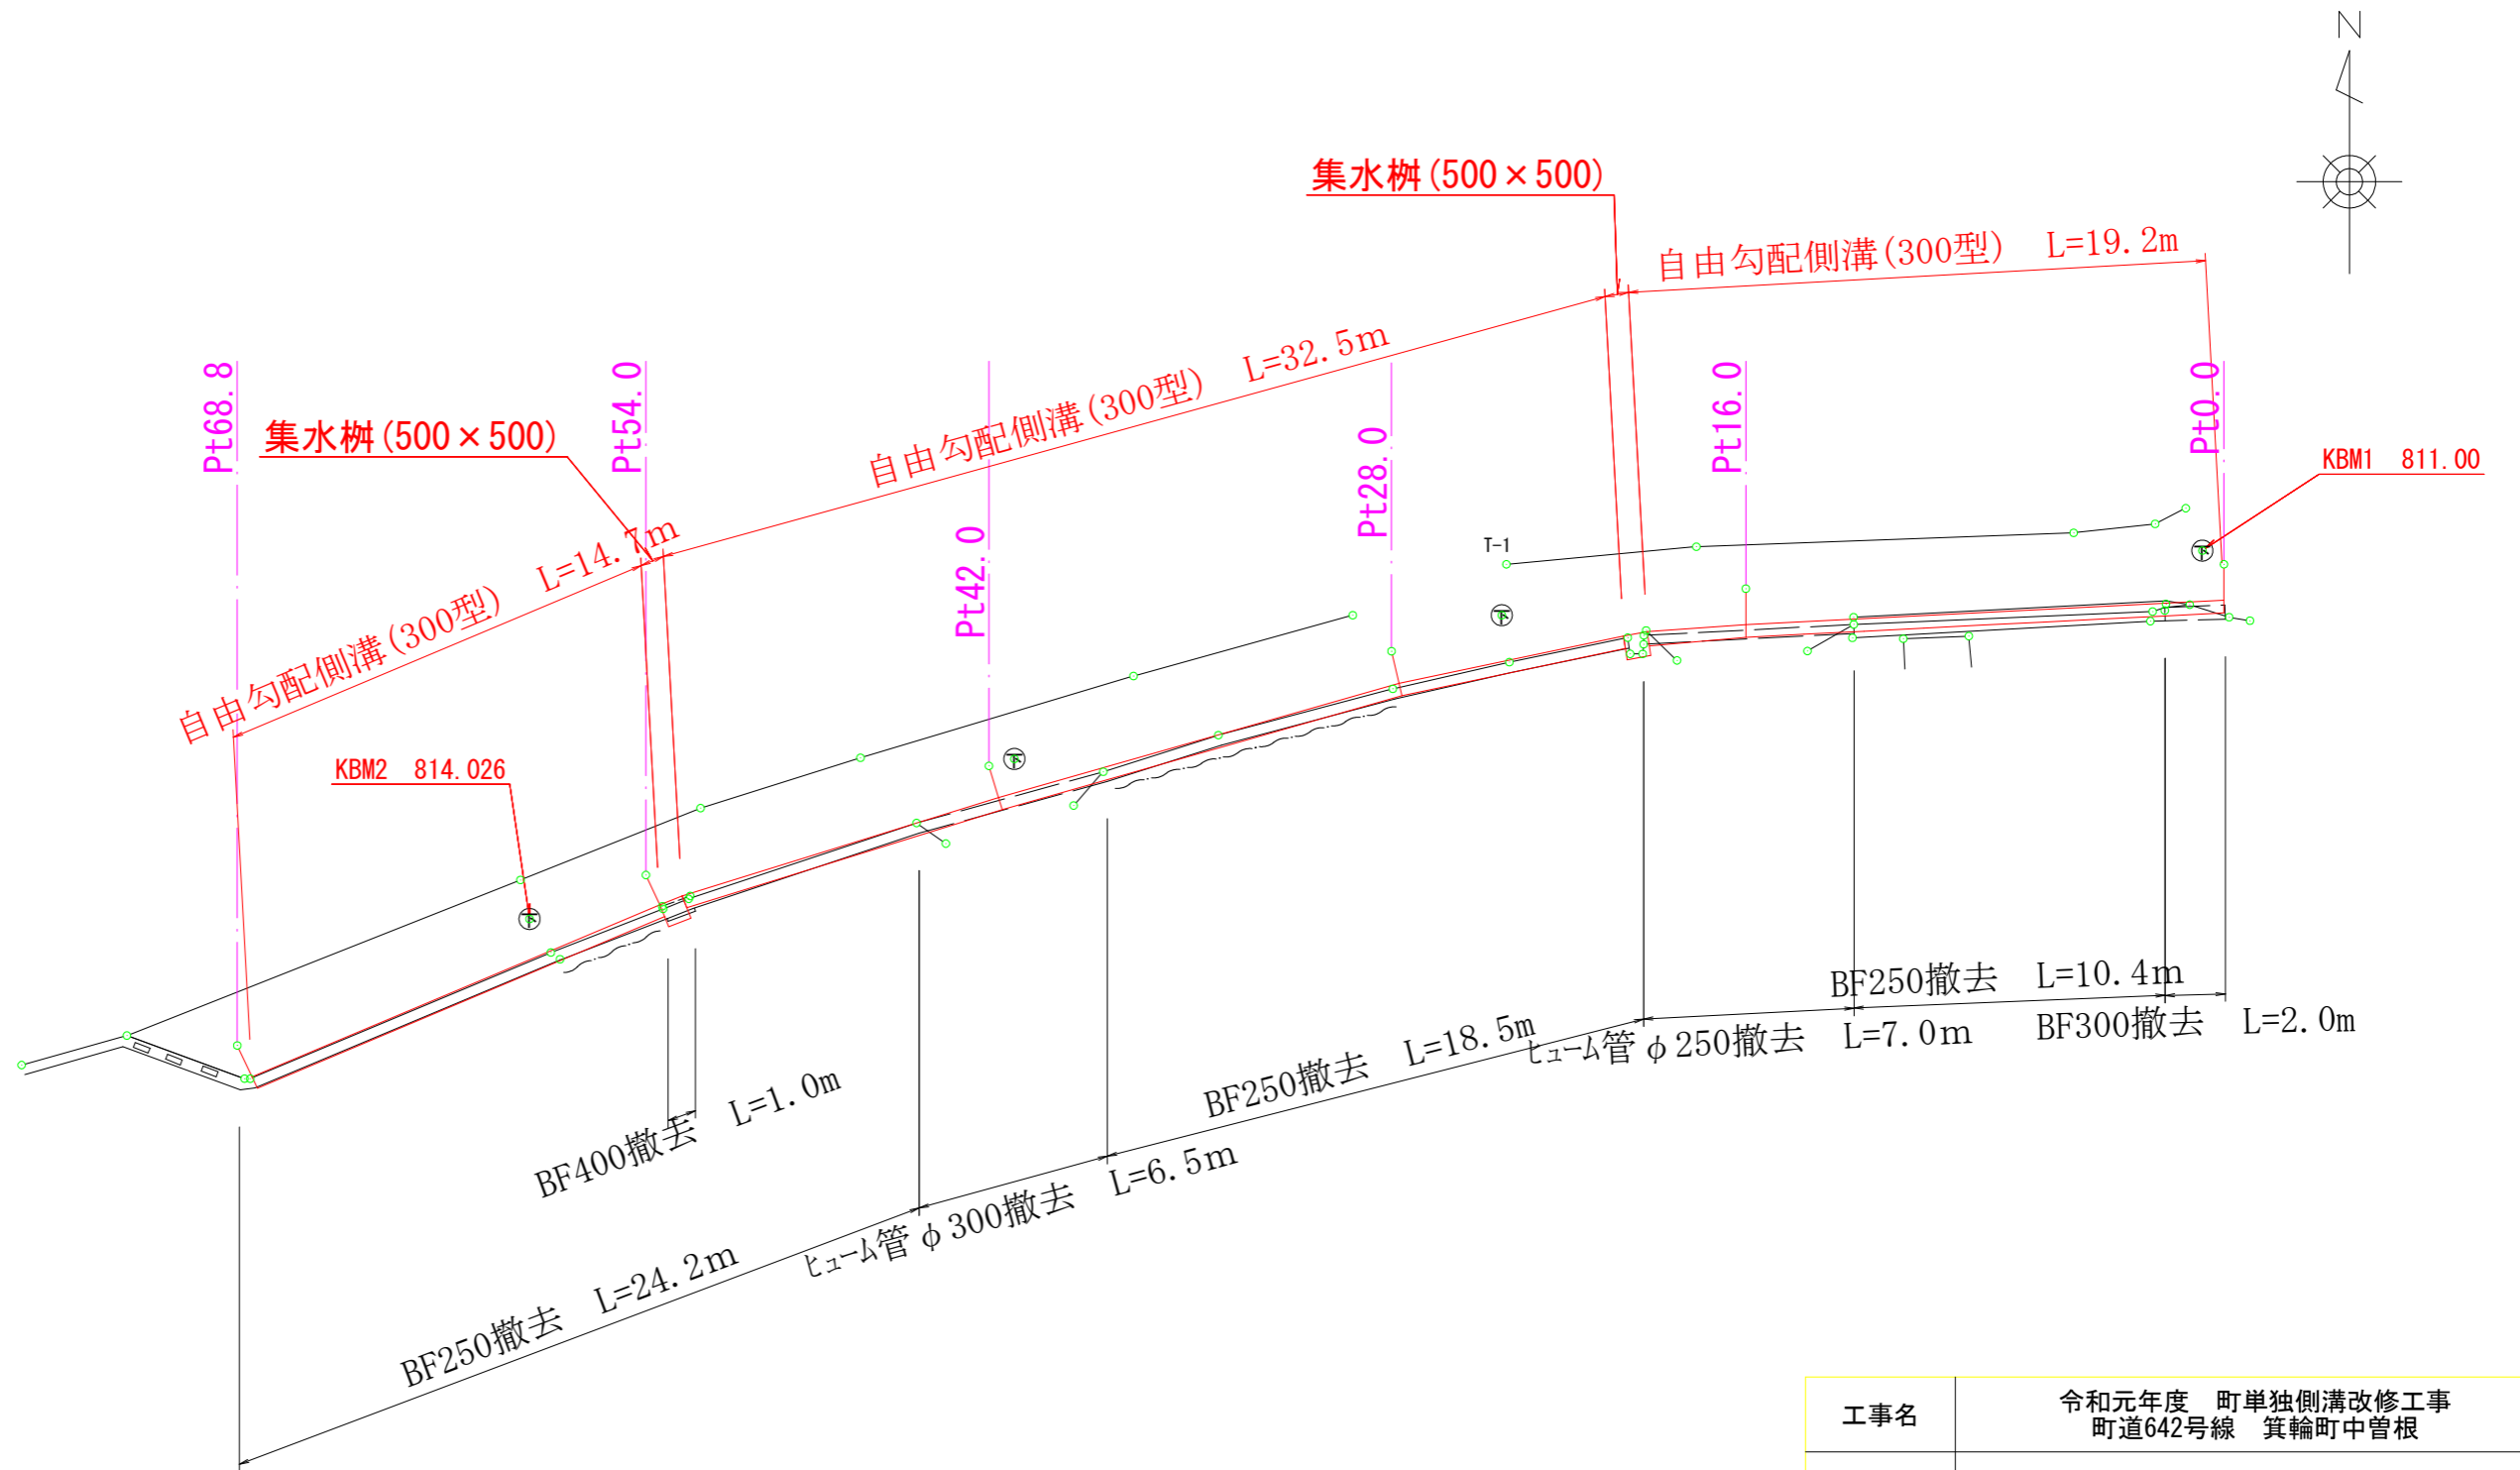 N
集水桝(500×500)
自由勾配側溝(300型) L=19.2m
自由勾配側溝(300型) L=32.5m
Pt68.8
Pt54.0
Pt42.0
Pt28.0
Pt16.0
Pt0.0
集水桝(500×500)
KBM1 811.00
自由勾配側溝(300型) L=14.7m
T-1
KBM2 814.026
BF250撤去 L=10.4m
BF300撤去 L=2.0m
ヒューム管φ250撤去 L=7.0m
BF250撤去 L=18.5m
BF400撤去 L=1.0m
ヒューム管φ300撤去 L=6.5m
BF250撤去 L=24.2m
工事名
令和元年度 町単独側溝改修工事
町道642号線 箕輪町中曽根